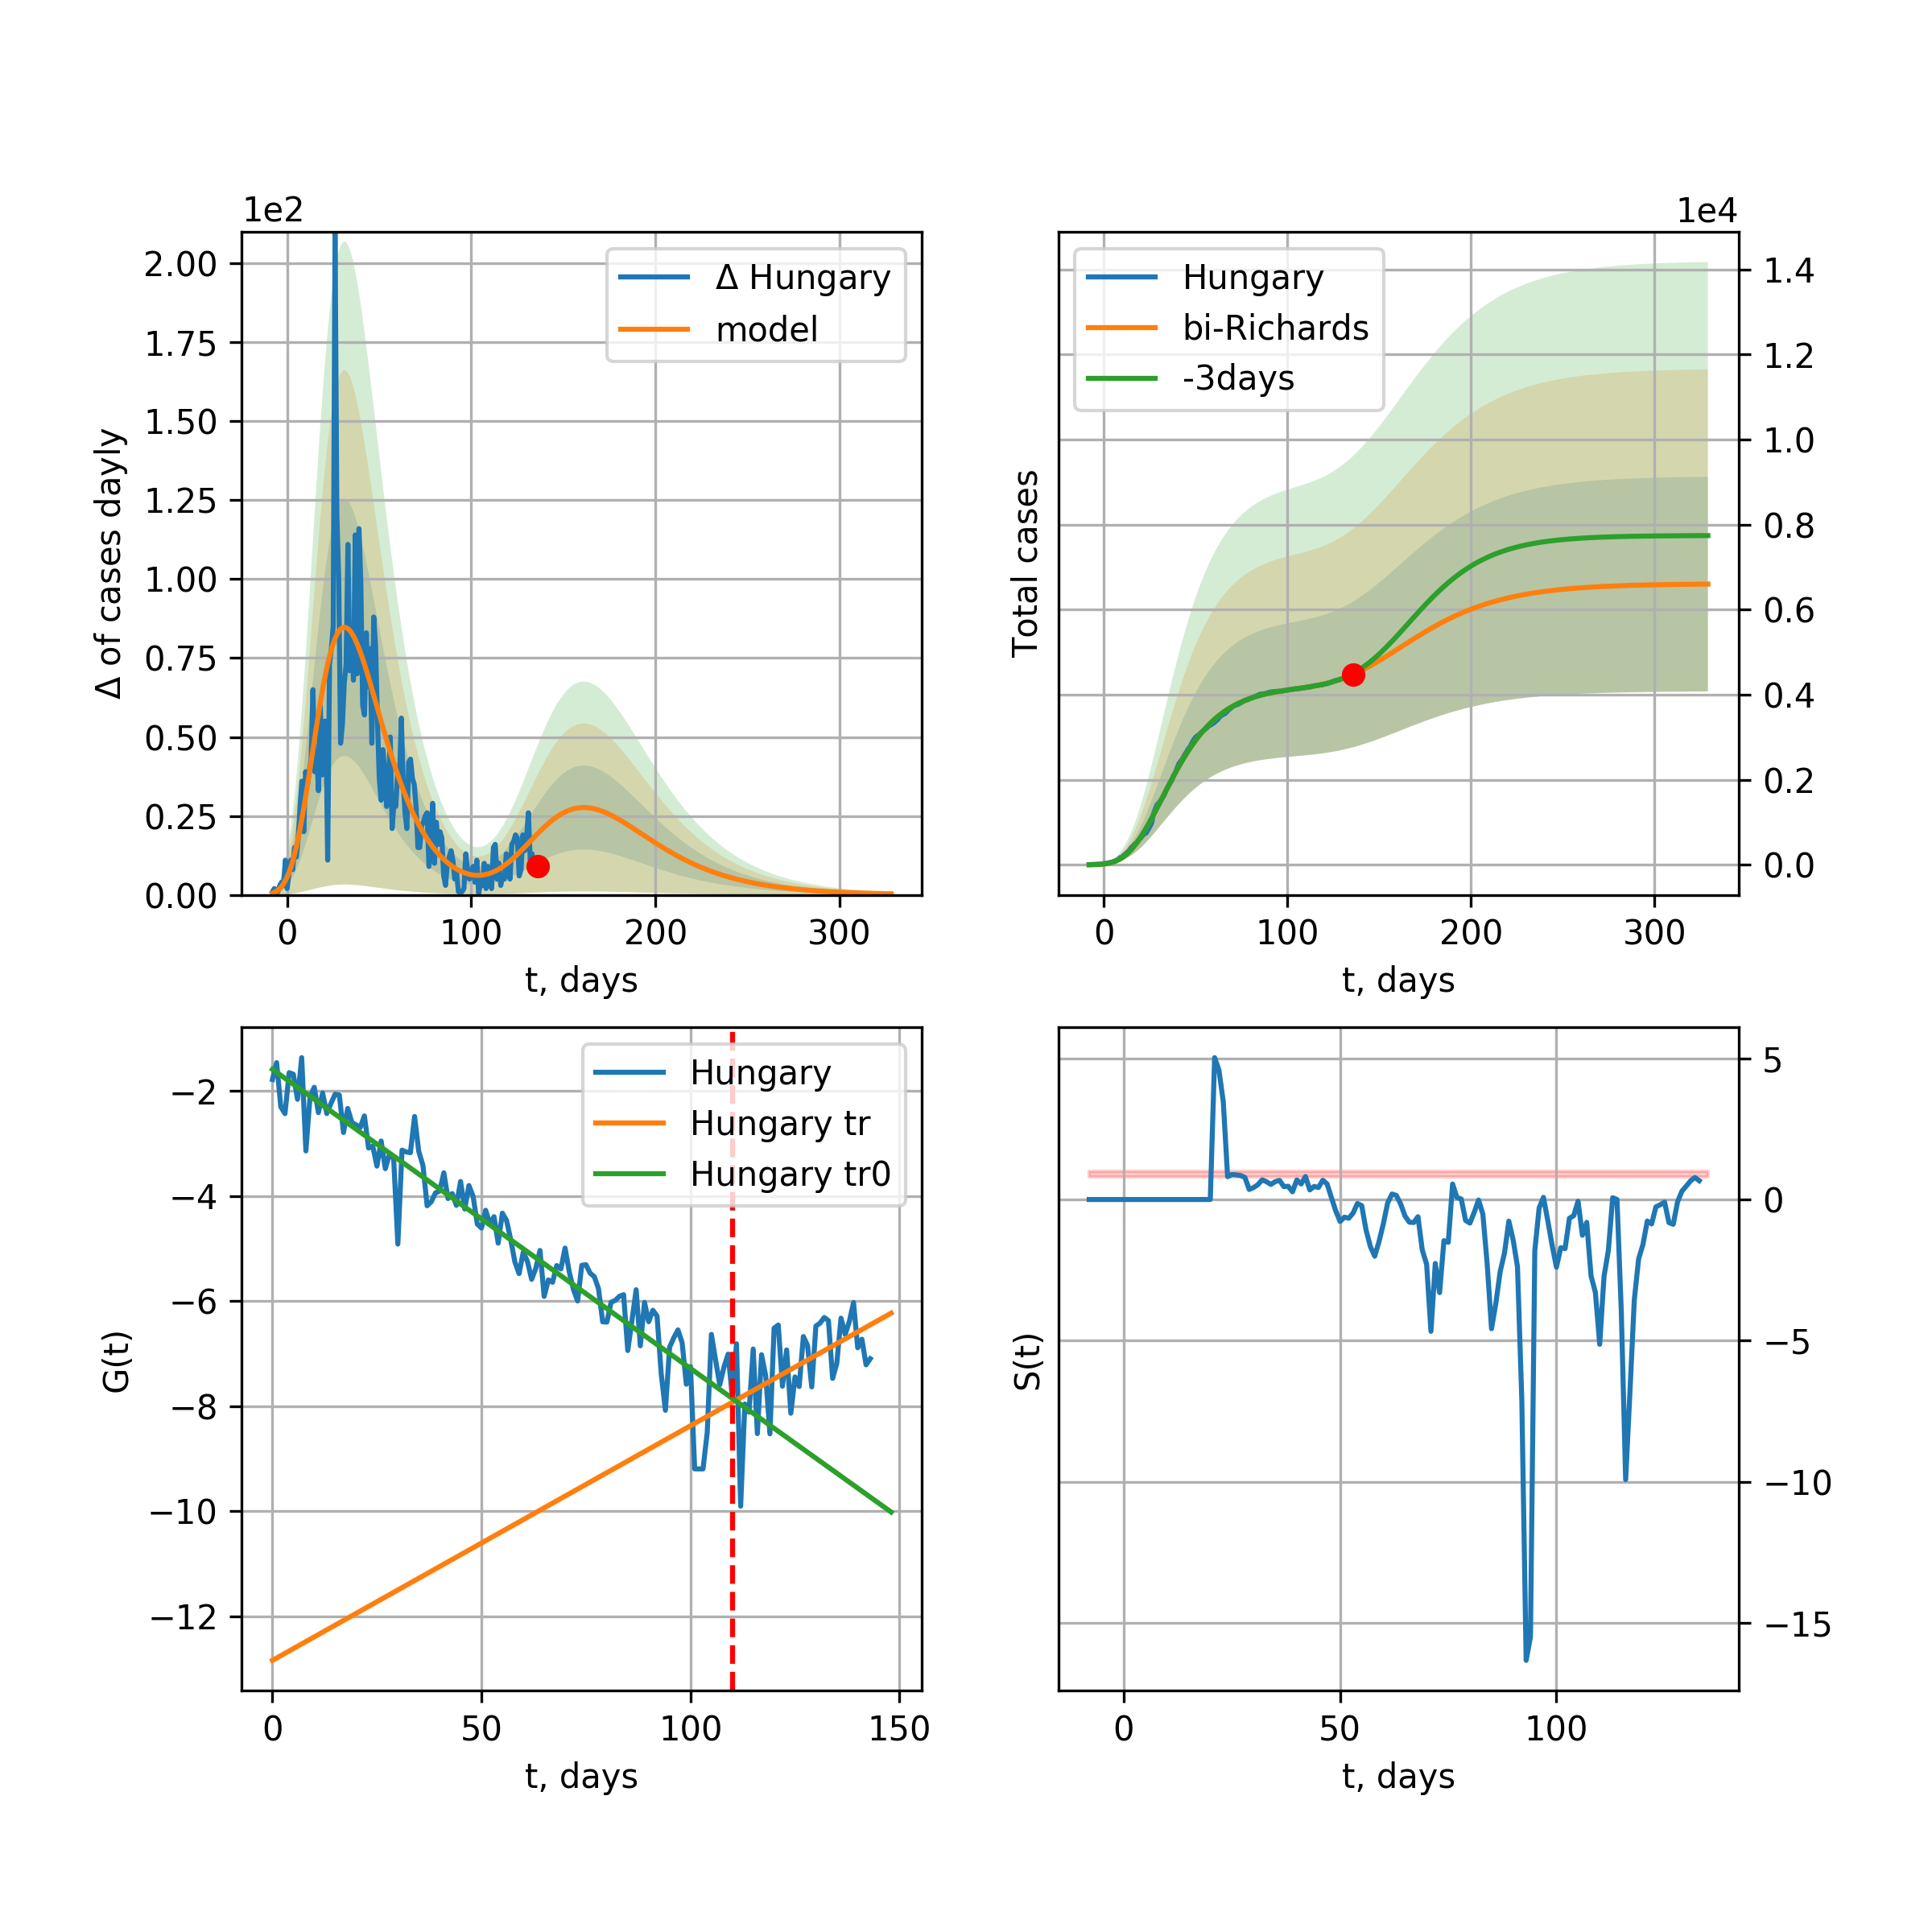 1e2
Δ of cases dayly
2.00
1.75
1.50
1.25
1.00
0.75
0.50
0.25
0.00
0 100 200 300
t, days
Δ Hungary
model
1e4
Total cases
Hungary
bi-Richards
-3days
1.4
1.2
1.0
0.8
0.6
0.4
0.2
0.0
0 100 200 300
t, days
G(t)
−2
−4
−6
−8
−10
−12
0 50 100 150
t, days
Hungary
Hungary tr
Hungary tr0
S(t)
5
0
−5
−10
−15
0 50 100
t, days